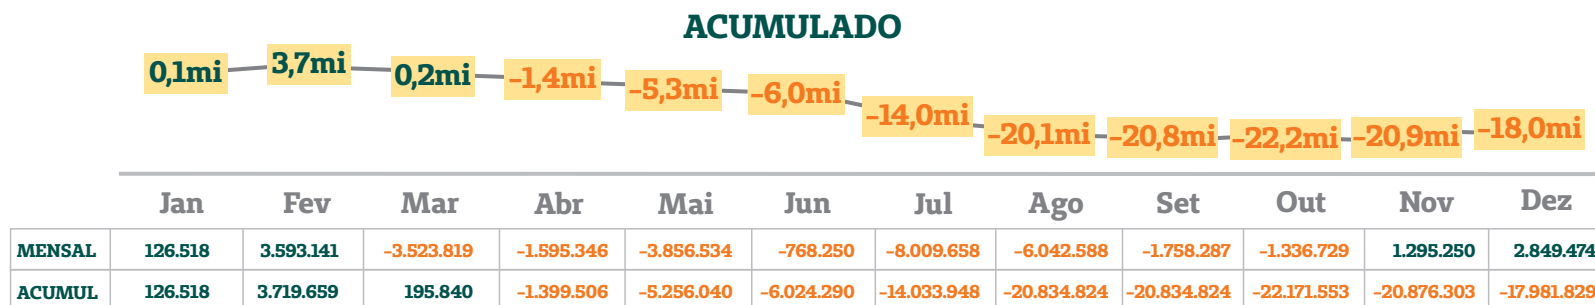 ACUMULADO
0,1mi 3,7mi 0,2mi -1,4mi -5,3mi -6,0mi -14,0mi -20,1mi -20,8mi -22,2mi -20,9mi -18,0mi
Jan Fev Mar Abr Mai Jun Jul Ago Set Out Nov Dez
MENSAL 126.518 3.593.141 -3.523.819 -1.595.346 -3.856.534 -768.250 -8.009.658 -6.042.588 -1.758.287 -1.336.729 1.295.250 2.849.474
ACUMUL 126.518 3.719.659 195.840 -1.399.506 -5.256.040 -6.024.290 -14.033.948 -20.834.824 -20.834.824 -22.171.553 -20.876.303 -17.981.829